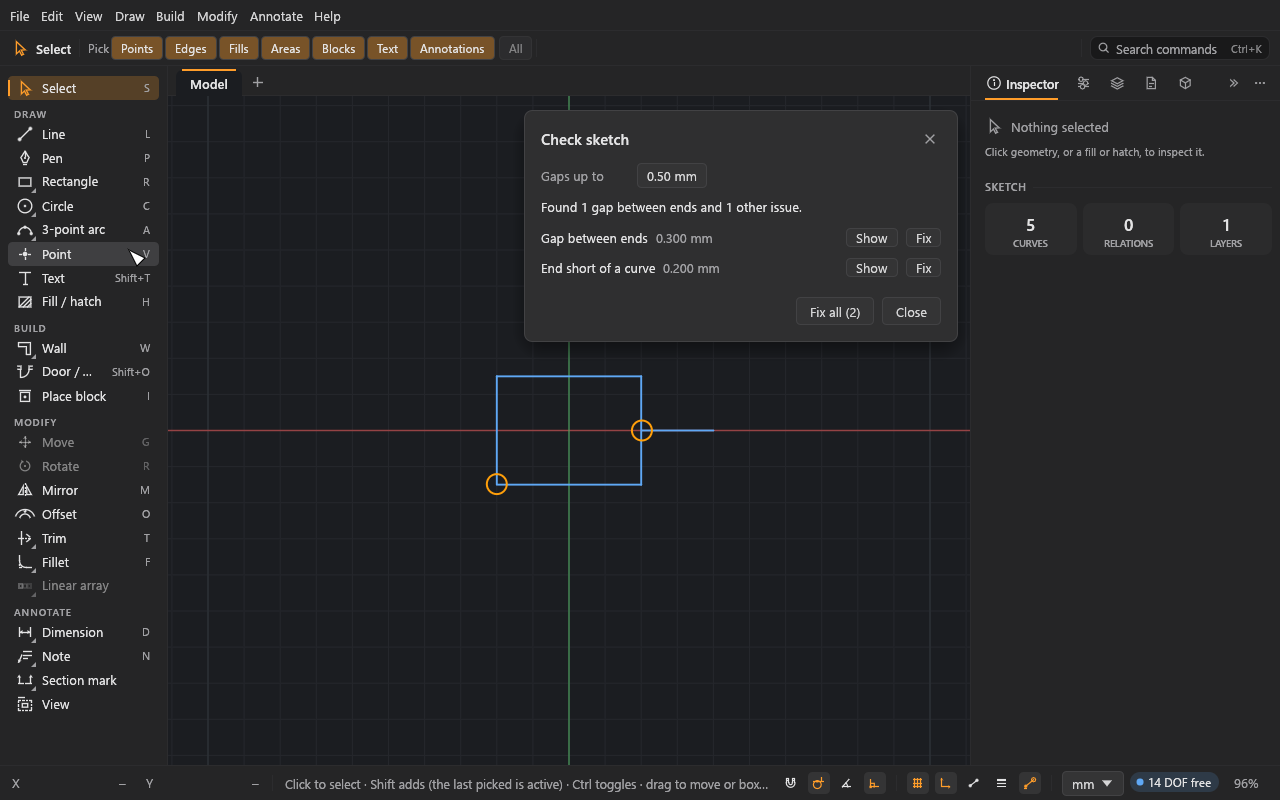 File Edit View Draw Build Modify Annotate Help
Select Pick Points Edges Fills Areas Blocks Text Annotations All Search commands Ctrl+K
Select S
DRAW
Line L
Pen P
Rectangle R
Circle C
3-point arc A
Point V
Text Shift+T
Fill / hatch H
BUILD
Wall W
Door / ... Shift+O
Place block I
MODIFY
Move G
Rotate R
Mirror M
Offset O
Trim T
Fillet F
Linear array
ANNOTATE
Dimension D
Note N
Section mark
View
Model
Check sketch
Gaps up to 0.50 mm
Found 1 gap between ends and 1 other issue.
Gap between ends 0.300 mm Show Fix
End short of a curve 0.200 mm Show Fix
Fix all (2) Close
Inspector
Nothing selected
Click geometry, or a fill or hatch, to inspect it.
SKETCH
5 0 1
CURVES RELATIONS LAYERS
X – Y – Click to select · Shift adds (the last picked is active) · Ctrl toggles · drag to move or box... mm 14 DOF free 96%